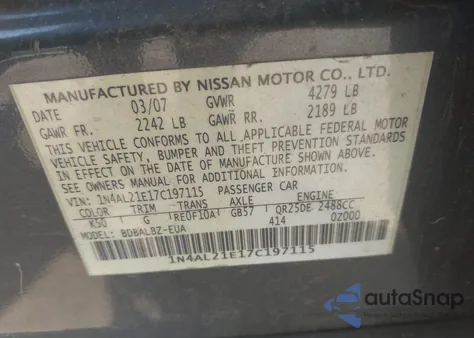 MANUFACTURED BY NISSAN MOTOR CO., LTD.
DATE 03/07 GVWR 4279 LB
GAWR FR. 2242 LB GAWR RR. 2189 LB
THIS VEHICLE CONFORMS TO ALL APPLICABLE FEDERAL MOTOR
VEHICLE SAFETY, BUMPER AND THEFT PREVENTION STANDARDS
IN EFFECT ON THE DATE OF MANUFACTURE SHOWN ABOVE.
SEE OWNERS MANUAL FOR ADDITIONAL INFORMATION
VIN: 1N4AL21E17C197115 PASSENGER CAR
COLOR TRIM TRANS AXLE ENGINE
K50 G RE0F10A GB57 QR25DE 2488CC
MODEL: BDBALBZ-EUA 414 0Z000
1N4AL21E17C197115
autoSnap